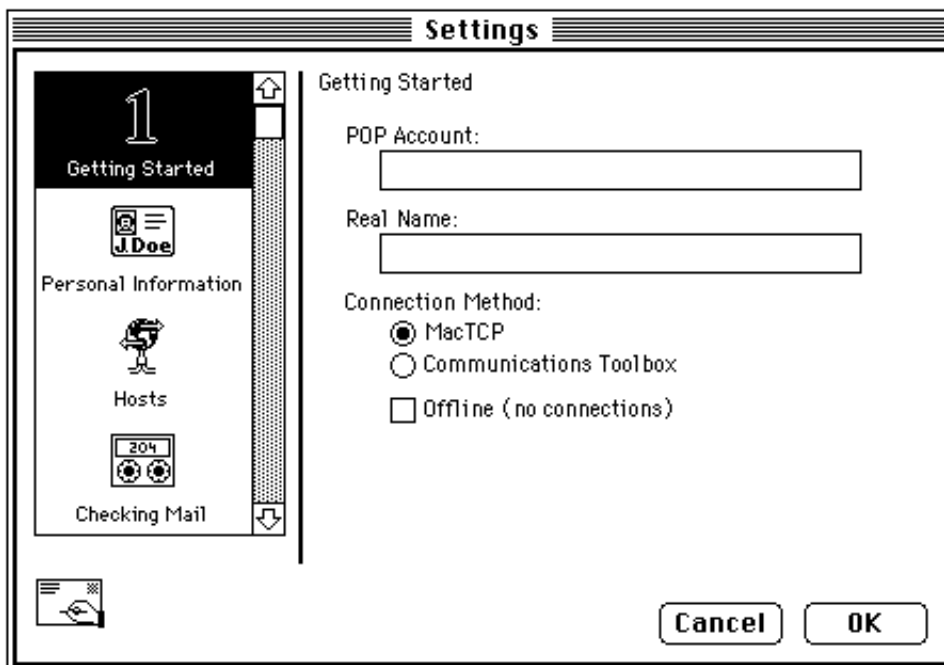 Settings
1
Getting Started
J.Doe
Personal Information
Hosts
204
Checking Mail
Getting Started
POP Account:
Real Name:
Connection Method:
MacTCP
Communications Toolbox
Offline (no connections)
Cancel
OK